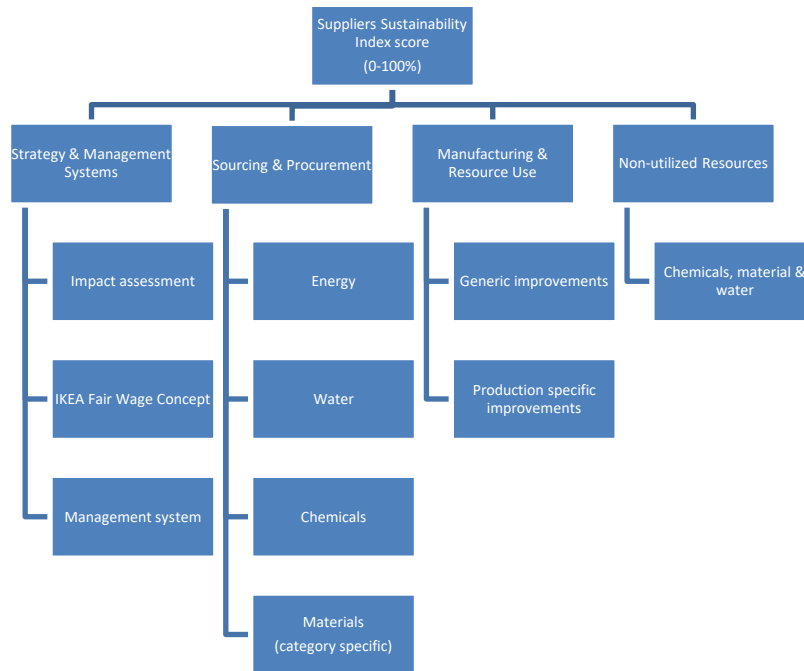 Suppliers Sustainability
Index score
(0-100%)
Strategy & Management
Systems
Sourcing & Procurement
Manufacturing &
Resource Use
Non-utilized Resources
Impact assessment
IKEA Fair Wage Concept
Management system
Energy
Water
Chemicals
Materials
(category specific)
Generic improvements
Production specific
improvements
Chemicals, material &
water